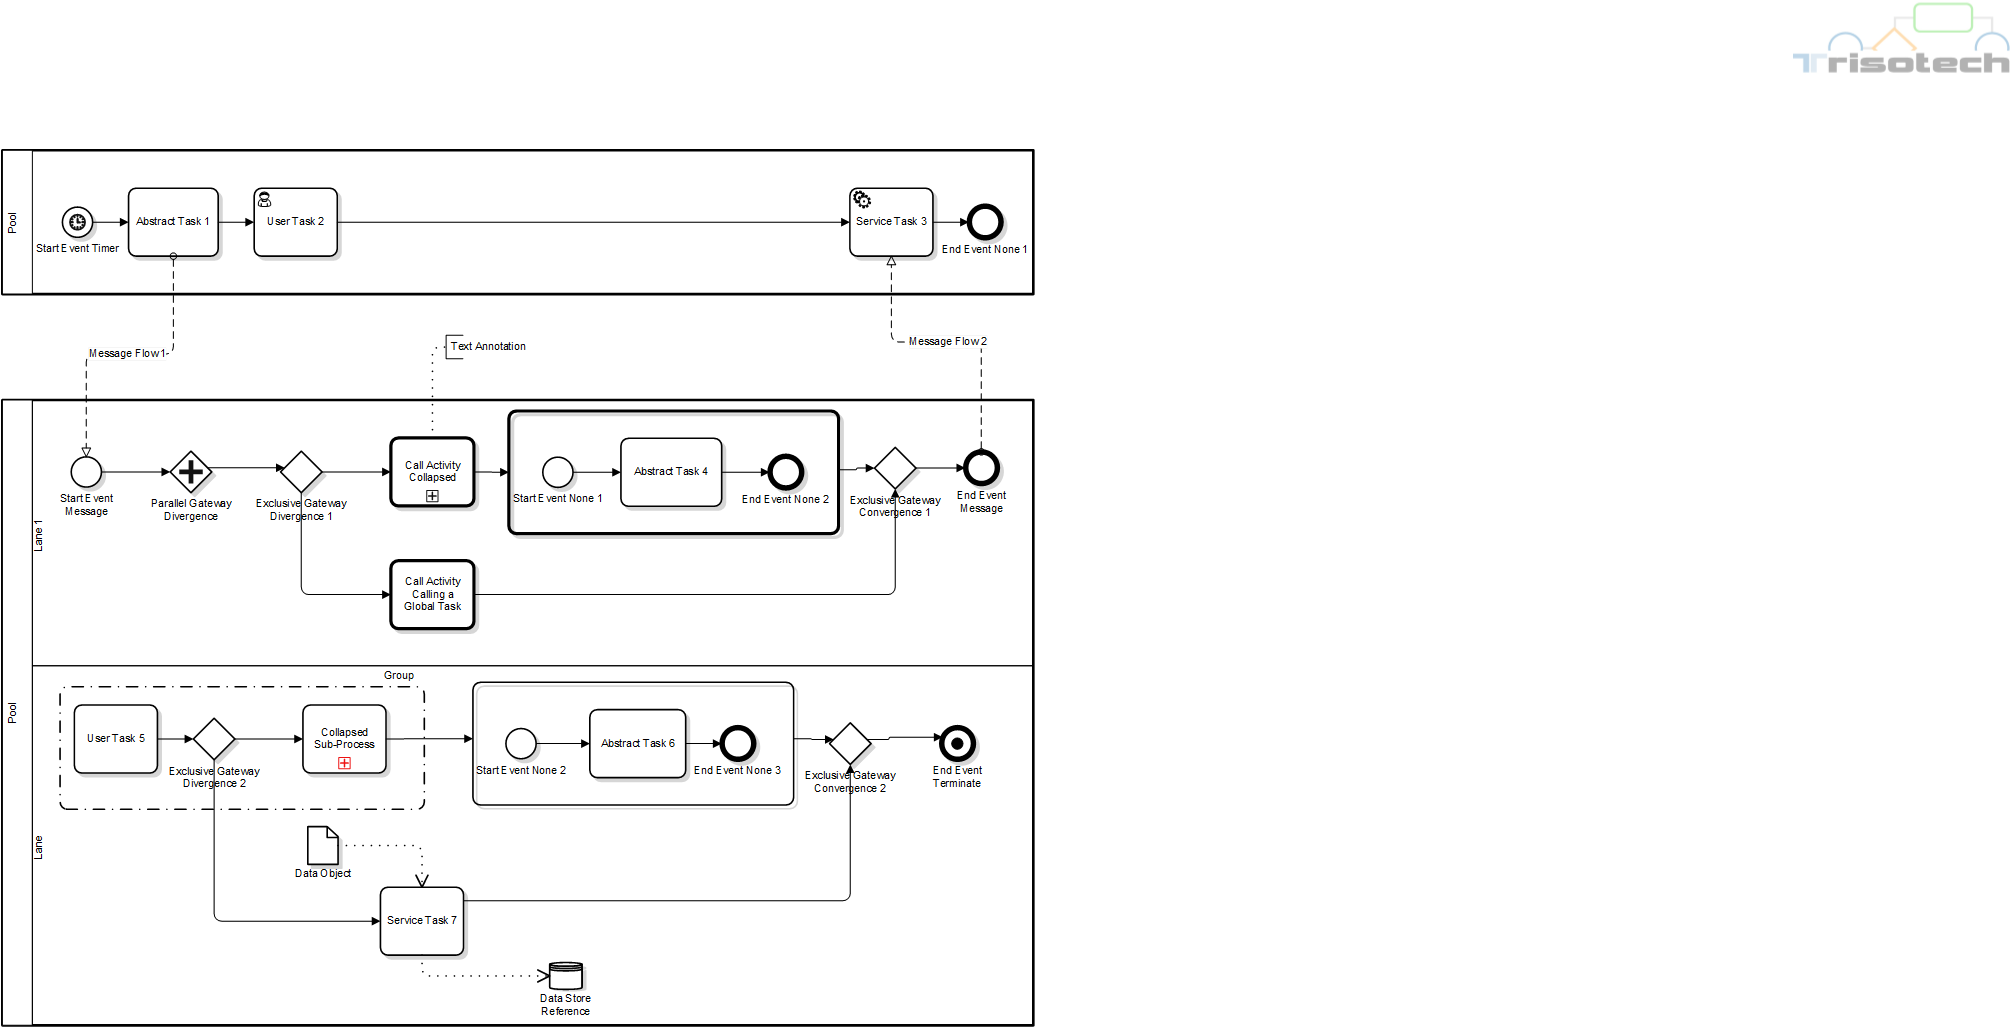 Trisotech
Pool
Abstract Task 1
User Task 2
Service Task 3
Start Event Timer
End Event None 1
Message Flow 1
Text Annotation
Message Flow 2
Pool
Lane 1
Call Activity
Collapsed
Start Event
Message
Parallel Gateway
Divergence
Exclusive Gateway
Divergence 1
Start Event None 1
Abstract Task 4
End Event None 2
Exclusive Gateway
Convergence 1
End Event
Message
Call Activity
Calling a
Global Task
Lane
Group
User Task 5
Exclusive Gateway
Divergence 2
Collapsed
Sub-Process
Start Event None 2
Abstract Task 6
End Event None 3
Exclusive Gateway
Convergence 2
End Event
Terminate
Data Object
Service Task 7
Data Store
Reference